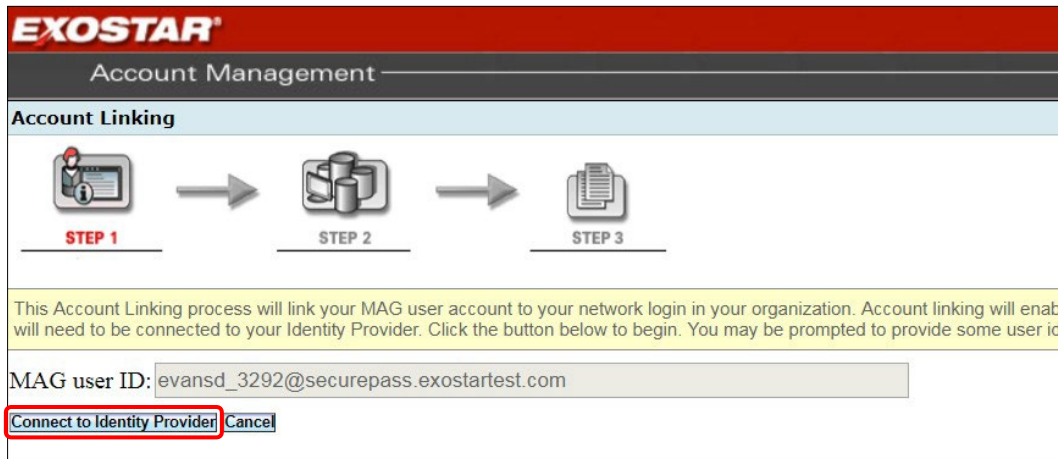 EXOSTAR®
Account Management
Account Linking
STEP 1 STEP 2 STEP 3
This Account Linking process will link your MAG user account to your network login in your organization. Account linking will enab
will need to be connected to your Identity Provider. Click the button below to begin. You may be prompted to provide some user ic
MAG user ID: evansd_3292@securepass.exostartest.com
Connect to Identity Provider Cancel